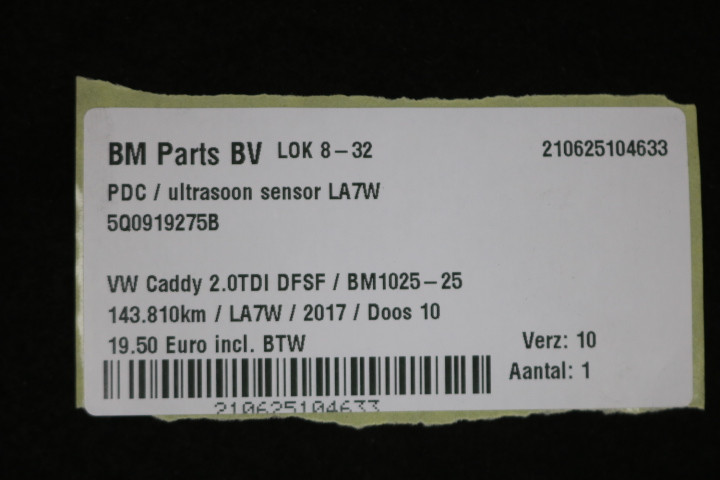 BM Parts BV LOK 8-32 210625104633
PDC / ultrasoon sensor LA7W
5Q0919275B
VW Caddy 2.0TDI DFSF / BM1025-25
143.810km / LA7W / 2017 / Doos 10
19.50 Euro incl. BTW Verz: 10
Aantal: 1
210625104633